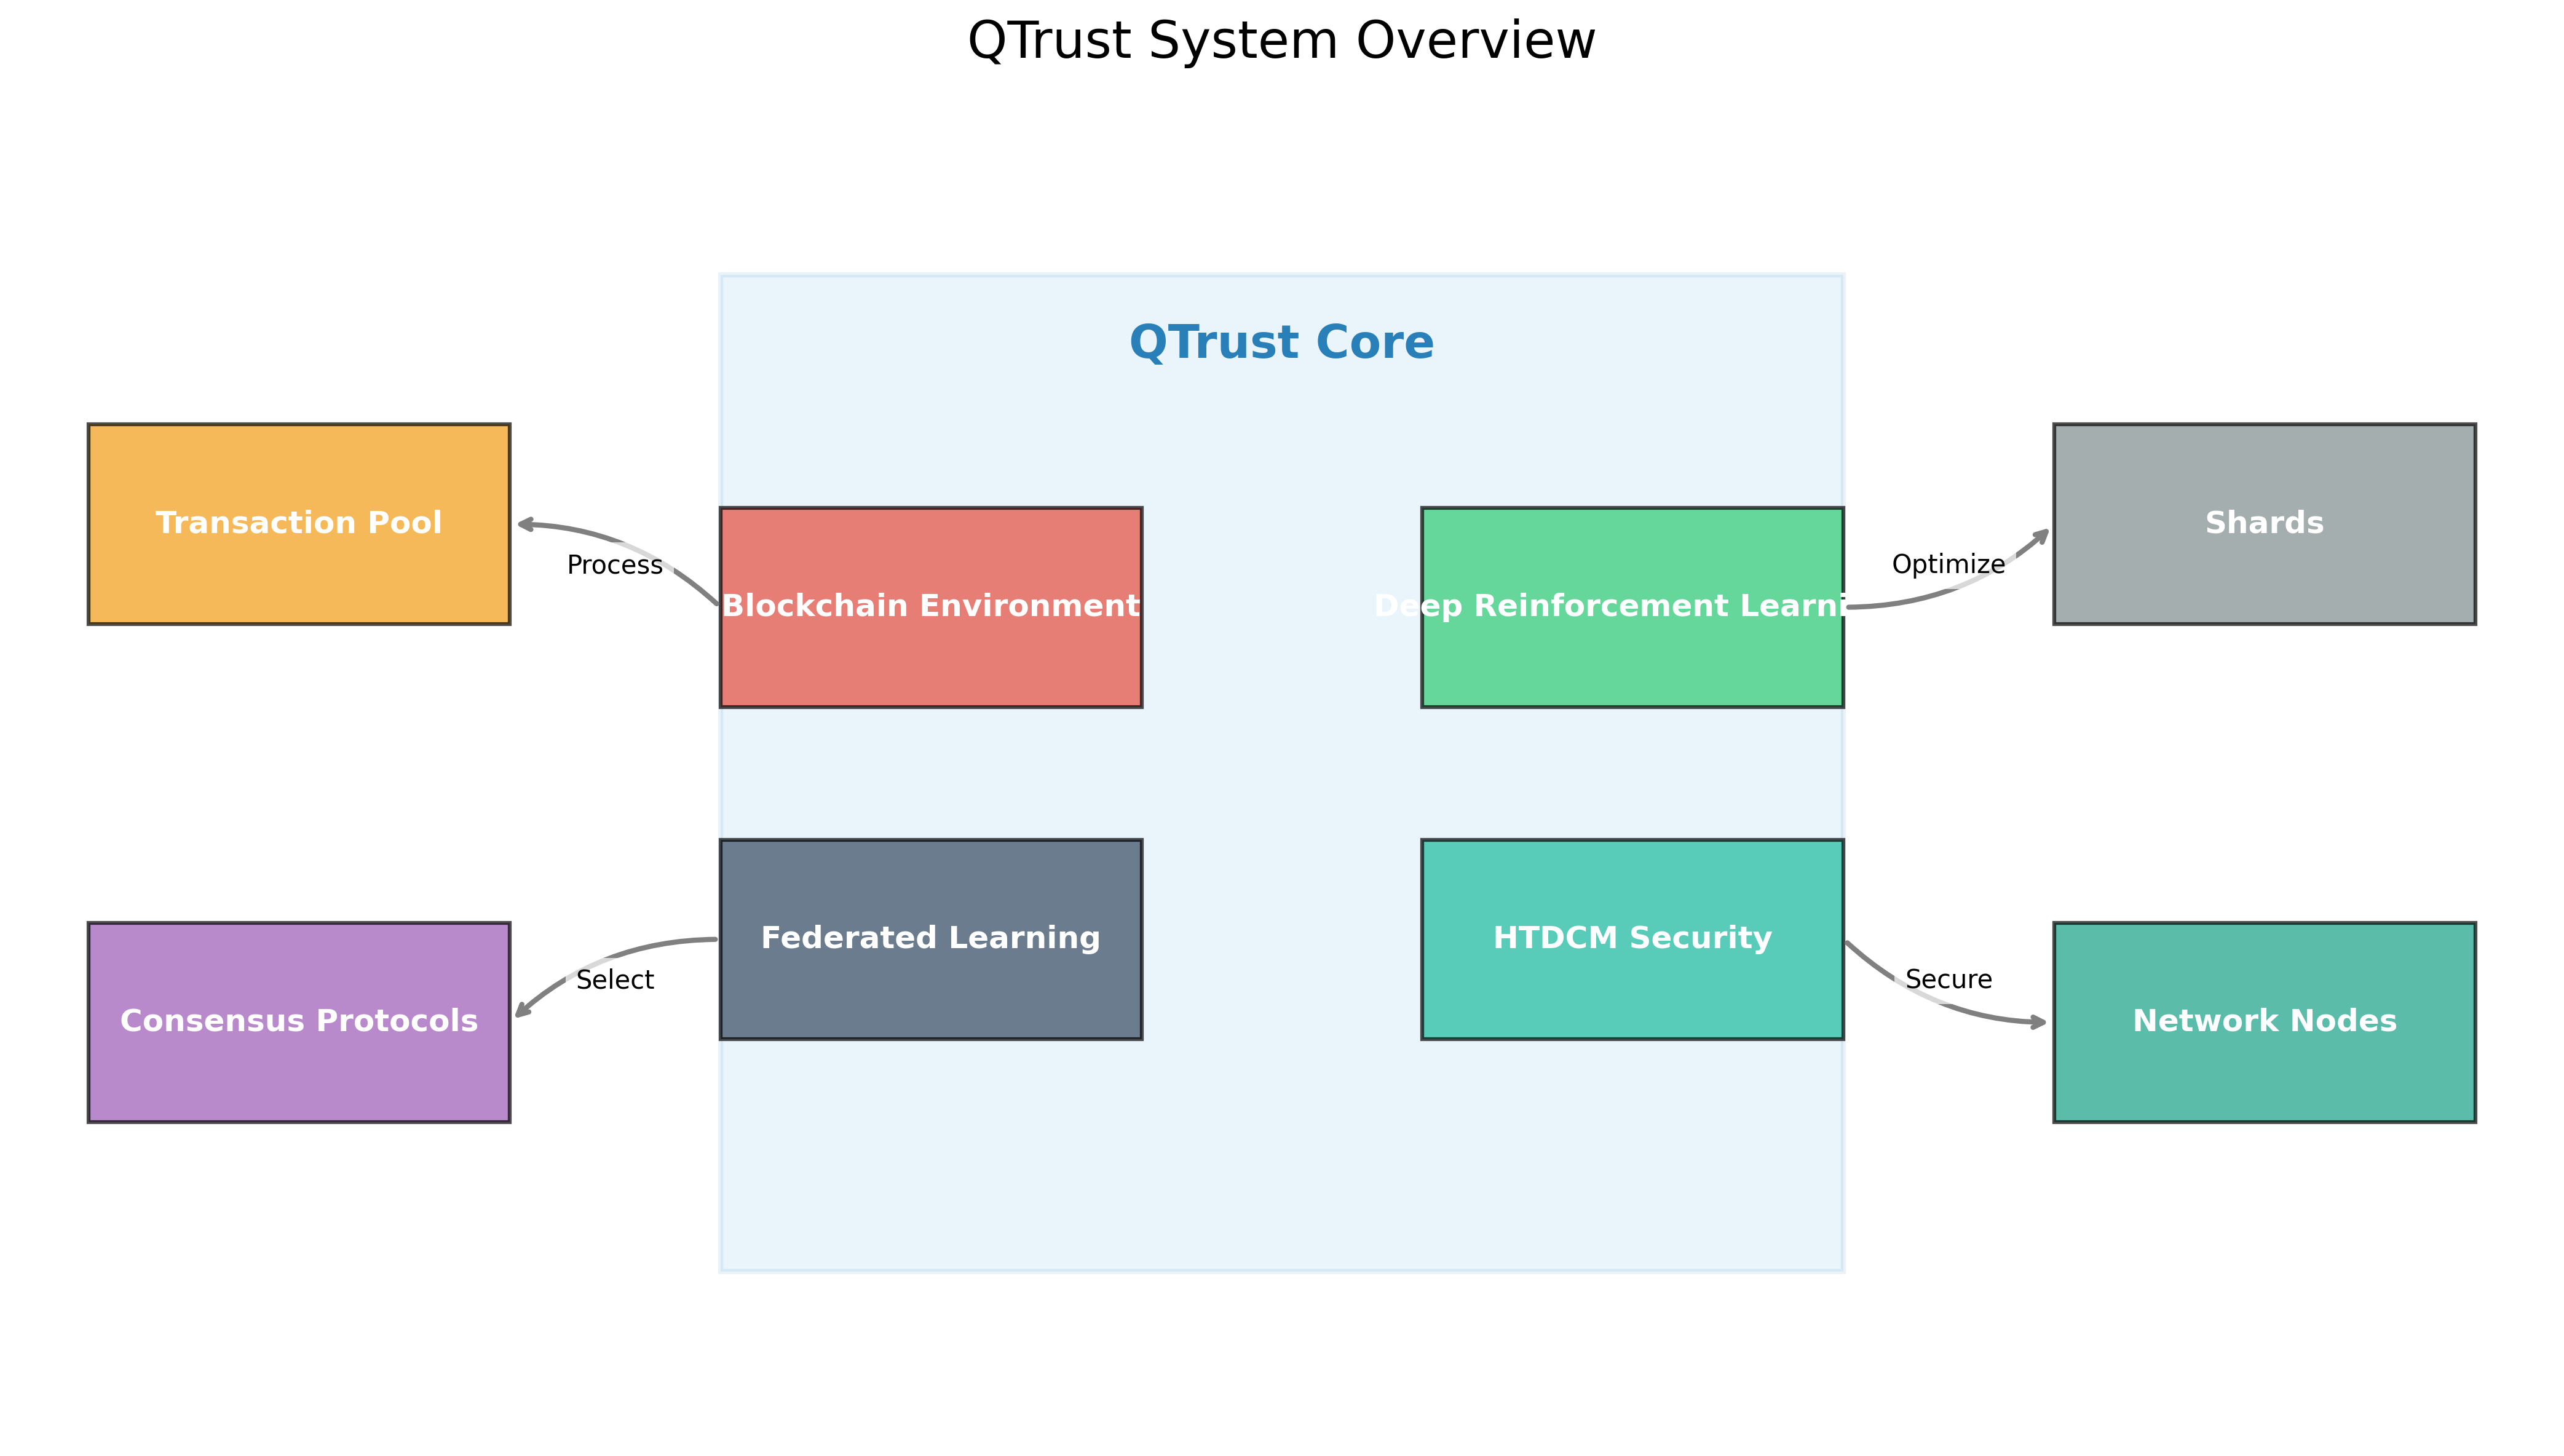 QTrust System Overview
QTrust Core
Transaction Pool
Process
Blockchain Environment
Deep Reinforcement Learni
Optimize
Shards
Consensus Protocols
Select
Federated Learning
HTDCM Security
Secure
Network Nodes